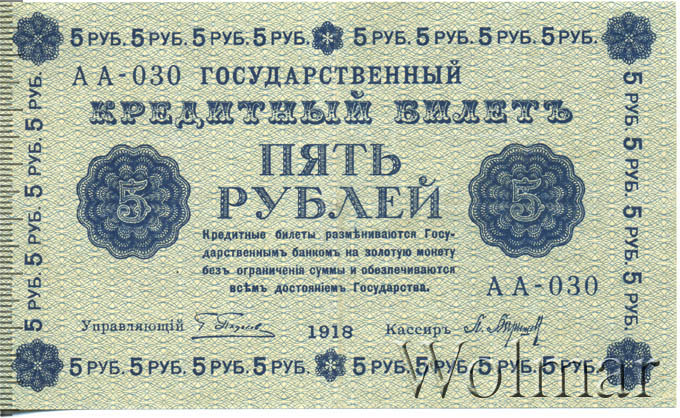 5 РУБ. 5 РУБ. 5 РУБ. 5 РУБ. 5 РУБ. 5 РУБ. 5 РУБ. 5 РУБ. 5 РУБ.
АА-030 ГОСУДАРСТВЕННЫЙ
КРЕДИТНЫЙ БИЛЕТЪ
ПЯТЬ
РУБЛЕЙ
5
5
Кредитные билеты размѣниваются Госу-
дарственнымъ банкомъ на золотую монету
безъ ограниченія суммы и обезпечиваются
всѣмъ достояніемъ Государства.
АА-030
Управляющій
1918
Кассиръ
5 РУБ. 5 РУБ. 5 РУБ. 5 РУБ. 5 РУБ. 5 РУБ. 5 РУБ. 5 РУБ. 5 РУБ.
5 РУБ. 5 РУБ. 5 РУБ. 5 РУБ.
5 РУБ. 5 РУБ. 5 РУБ. 5 РУБ.
Wolmar